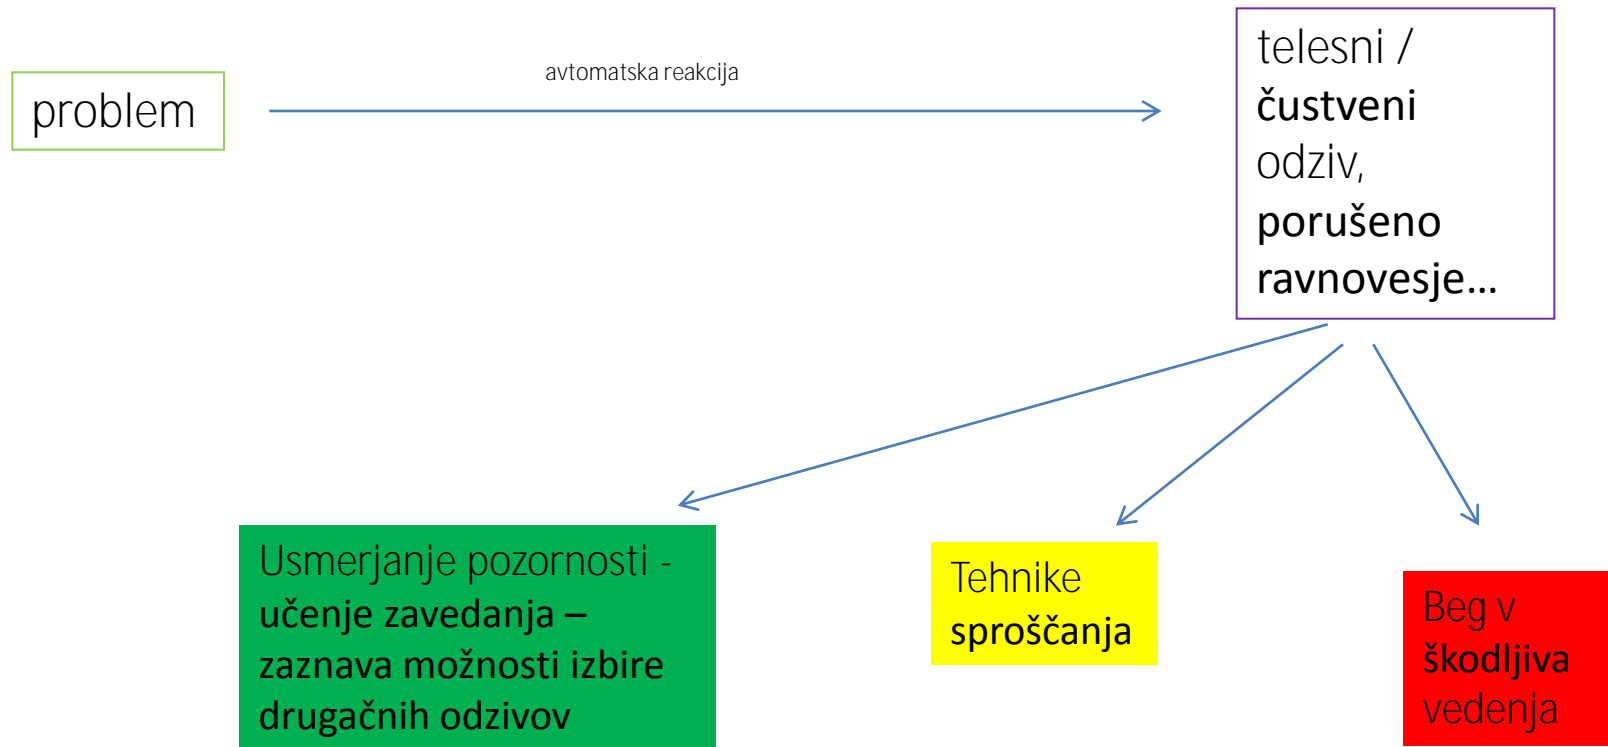 problem
avtomatska reakcija
telesni /
čustveni
odziv,
porušeno
ravnovesje...
Usmerjanje pozornosti -
učenje zavedanja –
zaznava možnosti izbire
drugačnih odzivov
Tehnike
sproščanja
Beg v
škodljiva
vedenja